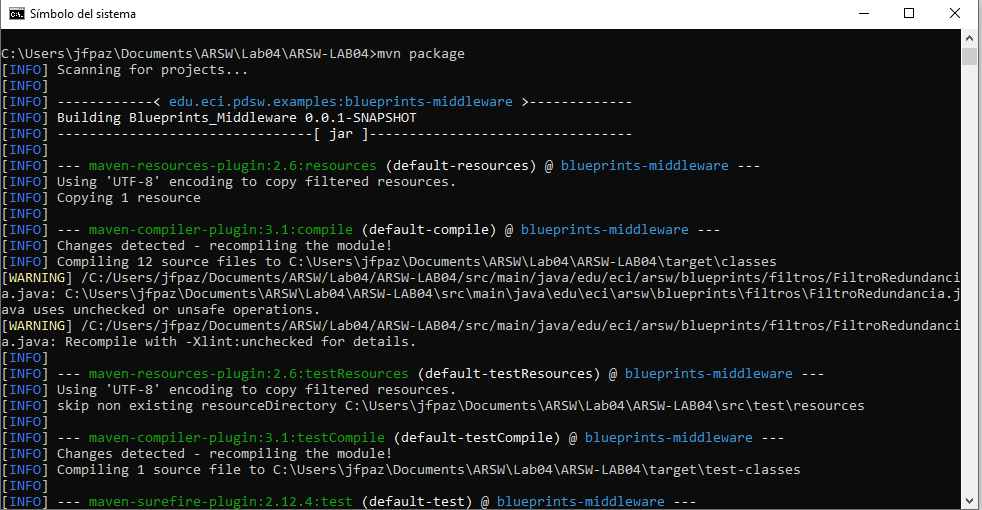 Símbolo del sistema
C:\Users\jfpaz\Documents\ARSW\Lab04\ARSW-LAB04>mvn package
[INFO] Scanning for projects...
[INFO]
[INFO] ------------< edu.eci.pdsw.examples:blueprints-middleware >-------------
[INFO] Building Blueprints_Middleware 0.0.1-SNAPSHOT
[INFO] --------------------------------[ jar ]---------------------------------
[INFO]
[INFO] --- maven-resources-plugin:2.6:resources (default-resources) @ blueprints-middleware ---
[INFO] Using 'UTF-8' encoding to copy filtered resources.
[INFO] Copying 1 resource
[INFO]
[INFO] --- maven-compiler-plugin:3.1:compile (default-compile) @ blueprints-middleware ---
[INFO] Changes detected - recompiling the module!
[INFO] Compiling 12 source files to C:\Users\jfpaz\Documents\ARSW\Lab04\ARSW-LAB04\target\classes
[WARNING] /C:/Users/jfpaz/Documents/ARSW/Lab04/ARSW-LAB04/src/main/java/edu/eci/arsw/blueprints/filtros/FiltroRedundanci
a.java: C:\Users\jfpaz\Documents\ARSW\Lab04\ARSW-LAB04\src\main\java\edu\eci\arsw\blueprints\filtros\FiltroRedundancia.j
ava uses unchecked or unsafe operations.
[WARNING] /C:/Users/jfpaz/Documents/ARSW/Lab04/ARSW-LAB04/src/main/java/edu/eci/arsw/blueprints/filtros/FiltroRedundanci
a.java: Recompile with -Xlint:unchecked for details.
[INFO]
[INFO] --- maven-resources-plugin:2.6:testResources (default-testResources) @ blueprints-middleware ---
[INFO] Using 'UTF-8' encoding to copy filtered resources.
[INFO] skip non existing resourceDirectory C:\Users\jfpaz\Documents\ARSW\Lab04\ARSW-LAB04\src\test\resources
[INFO]
[INFO] --- maven-compiler-plugin:3.1:testCompile (default-testCompile) @ blueprints-middleware ---
[INFO] Changes detected - recompiling the module!
[INFO] Compiling 1 source file to C:\Users\jfpaz\Documents\ARSW\Lab04\ARSW-LAB04\target\test-classes
[INFO]
[INFO] --- maven-surefire-plugin:2.12.4:test (default-test) @ blueprints-middleware ---